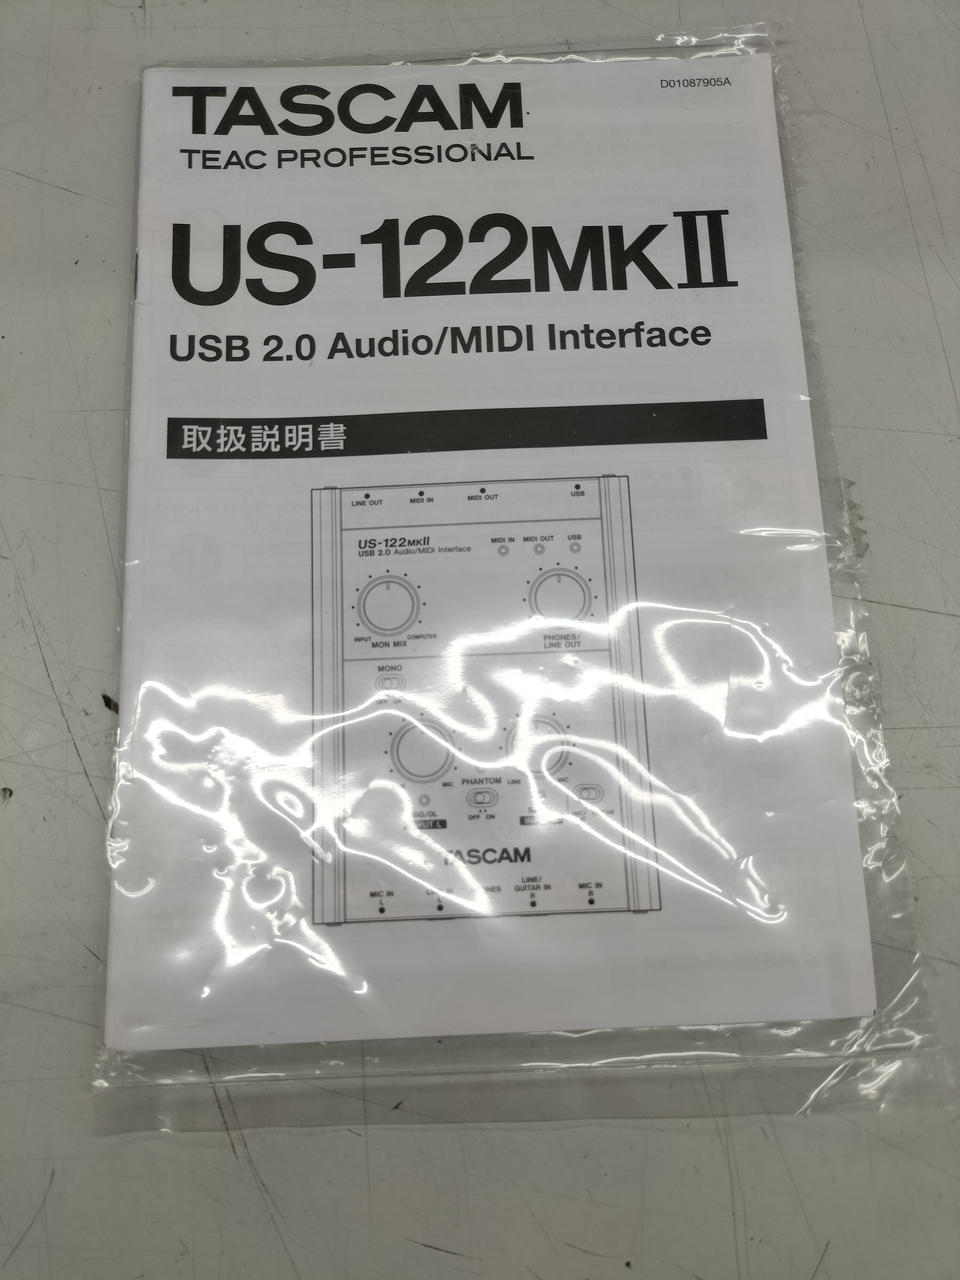 D01087905A
TASCAM
TEAC PROFESSIONAL
US-122MKII
USB 2.0 Audio/MIDI Interface
取扱説明書
LINE OUT MIDI IN MIDI OUT USB
US-122MKII
USB 2.0 Audio/MIDI Interface
MIDI IN MIDI OUT USB
INPUT COMPUTER
MON MIX
PHONES/
LINE OUT
MONO
OFF ON
MIC PHANTOM LINE MIC
SIG/OL
OFF ON
TASCAM
MIC IN
L
LINE/
GUITAR IN
R
MIC IN
R